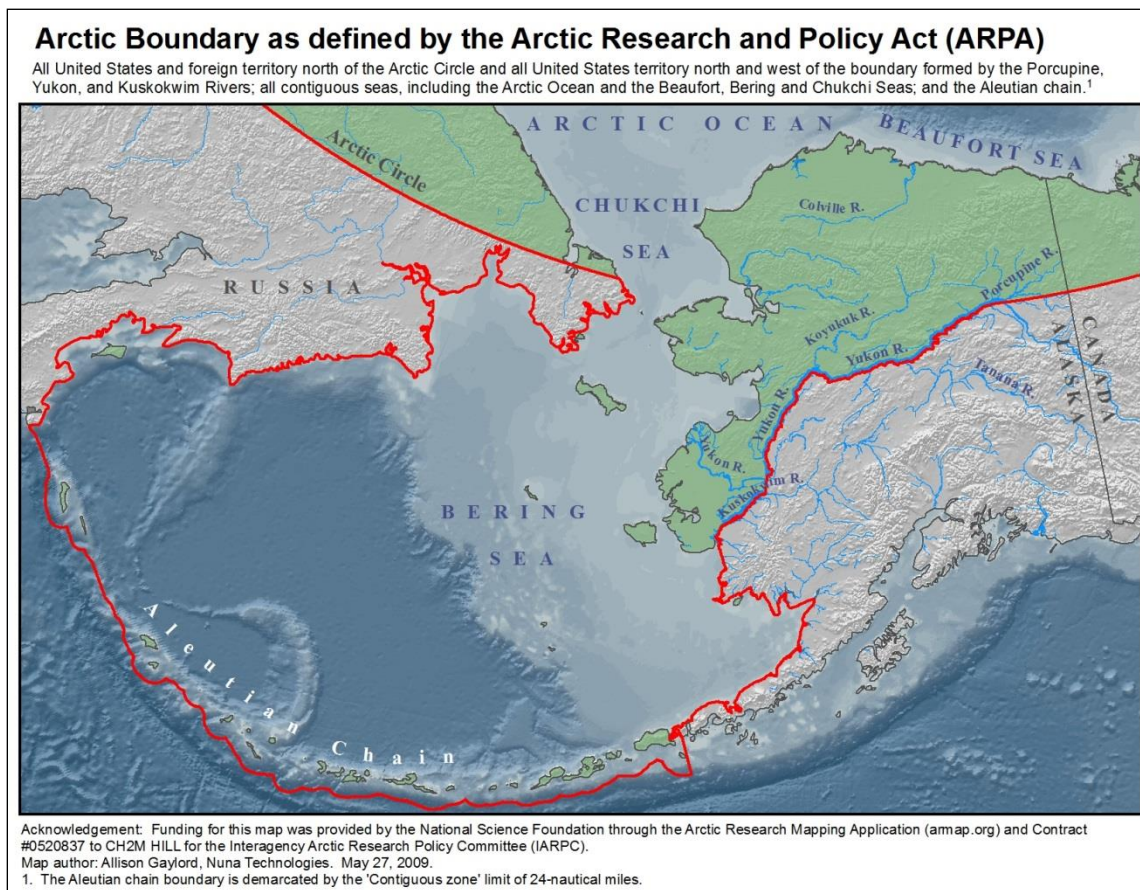 Arctic Boundary as defined by the Arctic Research and Policy Act (ARPA)
All United States and foreign territory north of the Arctic Circle and all United States territory north and west of the boundary formed by the Porcupine,
Yukon, and Kuskokwim Rivers; all contiguous seas, including the Arctic Ocean and the Beaufort, Bering and Chukchi Seas; and the Aleutian chain.¹
ARCTIC OCEAN
BEAUFORT SEA
Arctic Circle
CHUKCHI
SEA
Colville R.
RUSSIA
Porcupine R.
Koyukuk R.
Yukon R.
Tanana R.
CANADA
ALASKA
Yukon R.
Yukon R.
Kuskokwim R.
BERING
SEA
Aleutian
Chain
Acknowledgement: Funding for this map was provided by the National Science Foundation through the Arctic Research Mapping Application (armap.org) and Contract
#0520837 to CH2M HILL for the Interagency Arctic Research Policy Committee (IARPC).
Map author: Allison Gaylord, Nuna Technologies. May 27, 2009.
1. The Aleutian chain boundary is demarcated by the 'Contiguous zone' limit of 24-nautical miles.